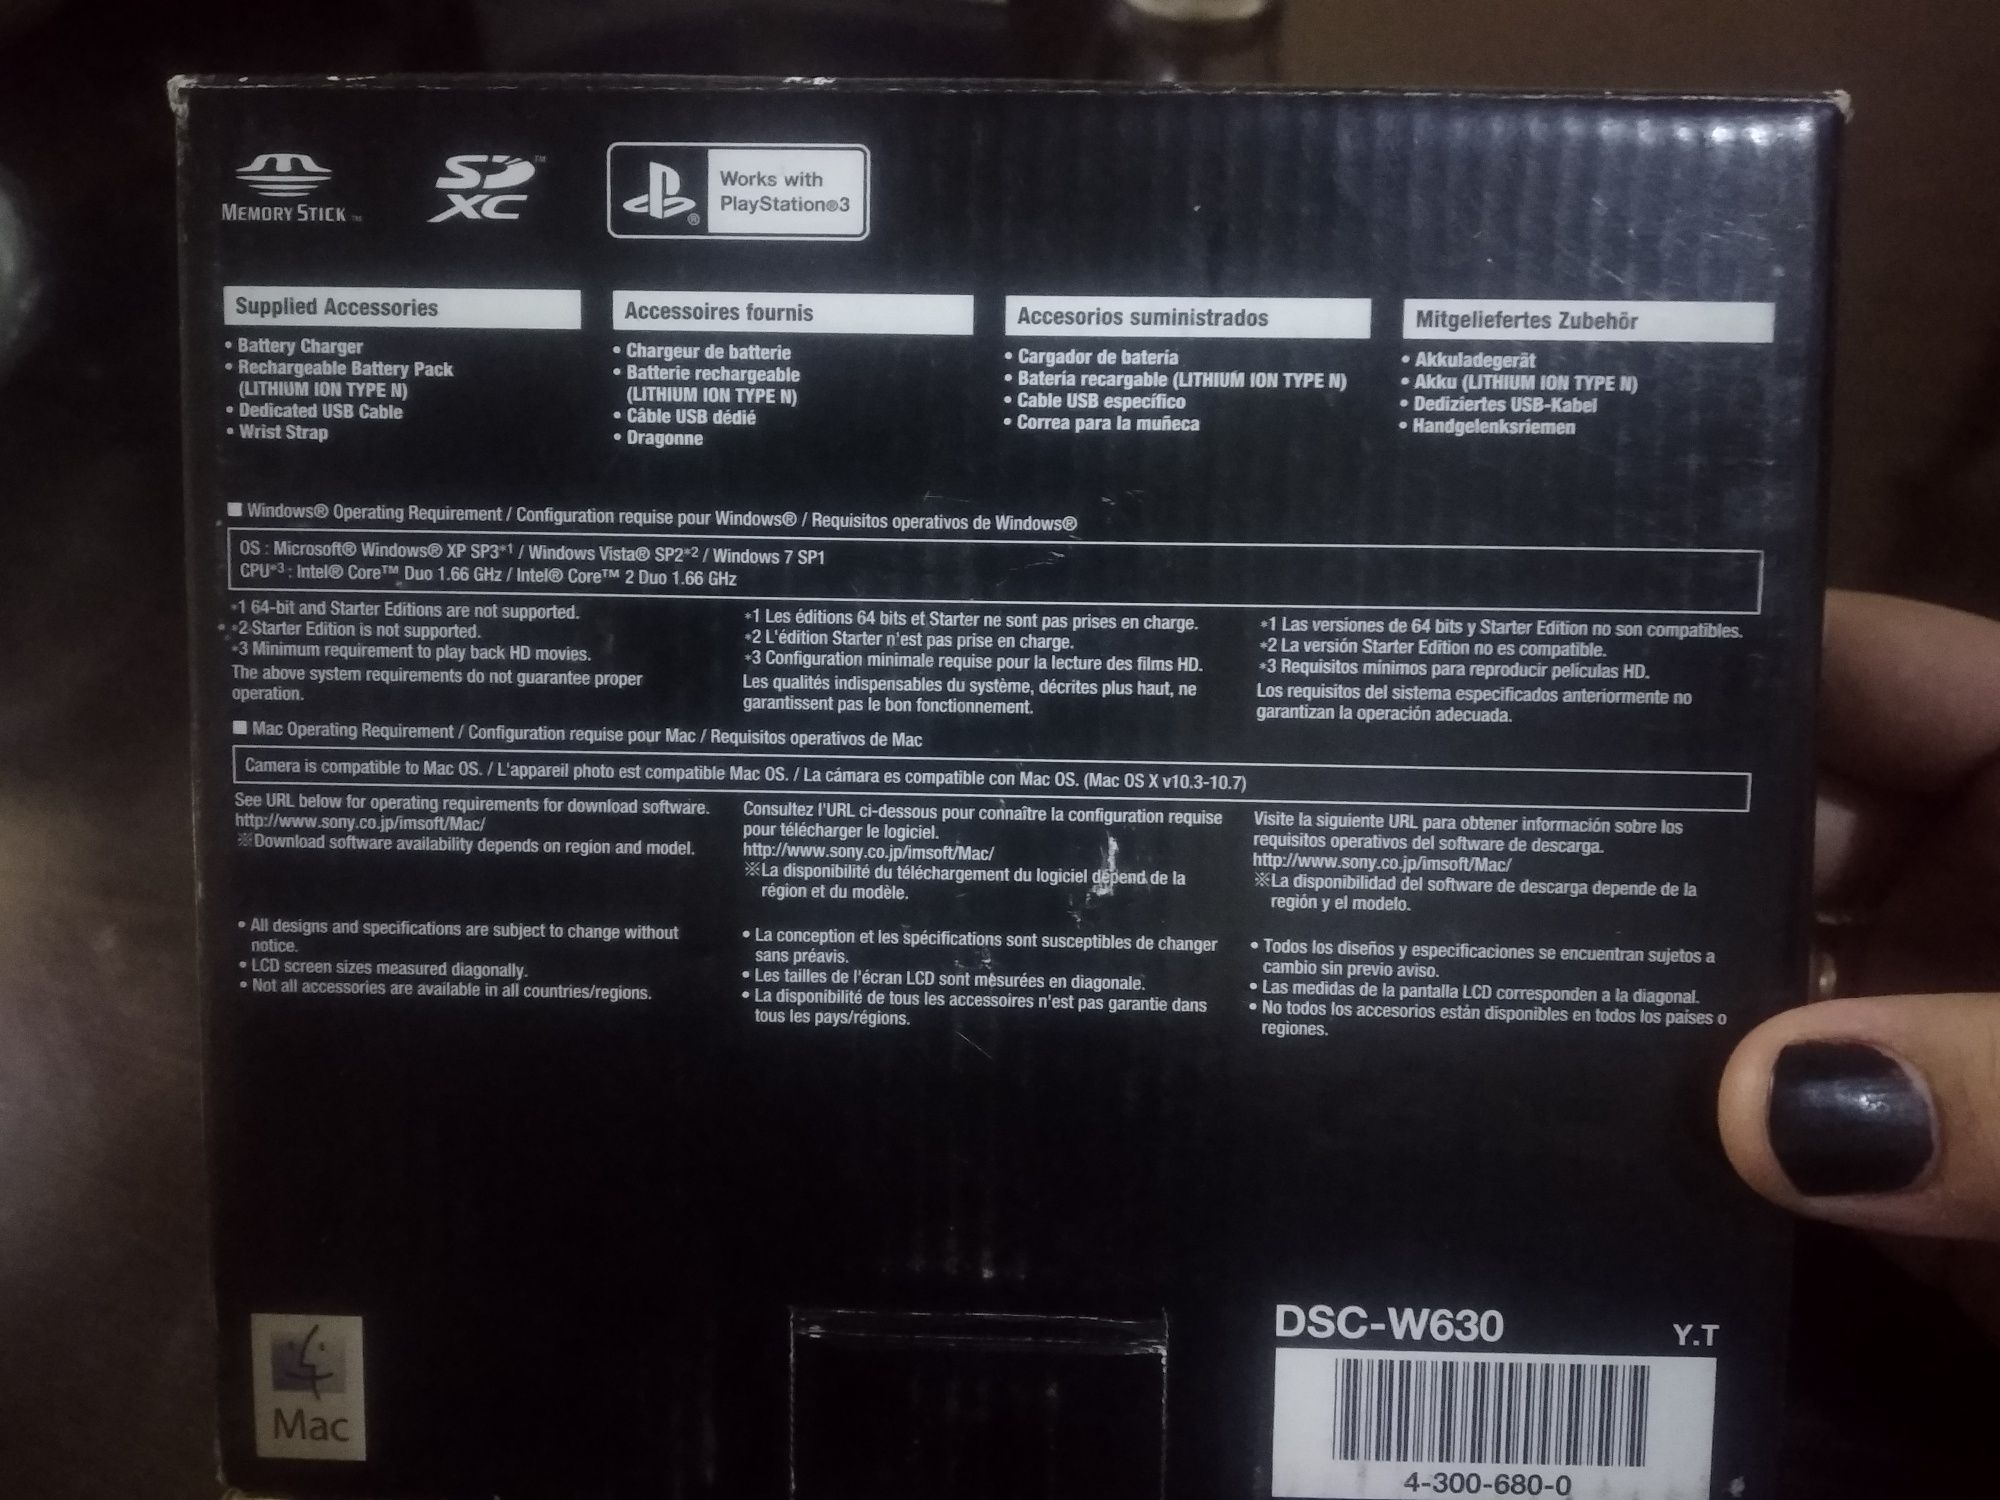 MEMORY STICK ™
SD™
XC
Works with
PlayStation®3
Supplied Accessories
• Battery Charger
• Rechargeable Battery Pack
(LITHIUM ION TYPE N)
• Dedicated USB Cable
• Wrist Strap
Accessoires fournis
• Chargeur de batterie
• Batterie rechargeable
(LITHIUM ION TYPE N)
• Câble USB dédié
• Dragonne
Accesorios suministrados
• Cargador de batería
• Batería recargable (LITHIUM ION TYPE N)
• Cable USB específico
• Correa para la muñeca
Mitgeliefertes Zubehör
• Akkuladegerät
• Akku (LITHIUM ION TYPE N)
• Dediziertes USB-Kabel
• Handgelenksriemen
■ Windows® Operating Requirement / Configuration requise pour Windows® / Requisitos operativos de Windows®
OS : Microsoft® Windows® XP SP3*1 / Windows Vista® SP2*2 / Windows 7 SP1
CPU*3 : Intel® Core™ Duo 1.66 GHz / Intel® Core™ 2 Duo 1.66 GHz
*1 64-bit and Starter Editions are not supported.
*2 Starter Edition is not supported.
*3 Minimum requirement to play back HD movies.
The above system requirements do not guarantee proper
operation.
*1 Les éditions 64 bits et Starter ne sont pas prises en charge.
*2 L'édition Starter n'est pas prise en charge.
*3 Configuration minimale requise pour la lecture des films HD.
Les qualités indispensables du système, décrites plus haut, ne
garantissent pas le bon fonctionnement.
*1 Las versiones de 64 bits y Starter Edition no son compatibles.
*2 La versión Starter Edition no es compatible.
*3 Requisitos mínimos para reproducir películas HD.
Los requisitos del sistema especificados anteriormente no
garantizan la operación adecuada.
■ Mac Operating Requirement / Configuration requise pour Mac / Requisitos operativos de Mac
Camera is compatible to Mac OS. / L'appareil photo est compatible Mac OS. / La cámara es compatible con Mac OS. (Mac OS X v10.3-10.7)
See URL below for operating requirements for download software.
http://www.sony.co.jp/imsoft/Mac/
※Download software availability depends on region and model.
Consultez l'URL ci-dessous pour connaître la configuration requise
pour télécharger le logiciel.
http://www.sony.co.jp/imsoft/Mac/
※La disponibilité du téléchargement du logiciel dépend de la
région et du modèle.
Visite la siguiente URL para obtener información sobre los
requisitos operativos del software de descarga.
http://www.sony.co.jp/imsoft/Mac/
※La disponibilidad del software de descarga depende de la
región y el modelo.
• All designs and specifications are subject to change without
notice.
• LCD screen sizes measured diagonally.
• Not all accessories are available in all countries/regions.
• La conception et les spécifications sont susceptibles de changer
sans préavis.
• Les tailles de l'écran LCD sont mesurées en diagonale.
• La disponibilité de tous les accessoires n'est pas garantie dans
tous les pays/régions.
• Todos los diseños y especificaciones se encuentran sujetos a
cambio sin previo aviso.
• Las medidas de la pantalla LCD corresponden a la diagonal.
• No todos los accesorios están disponibles en todos los países o
regiones.
Mac
DSC-W630
Y.T
4-300-680-0